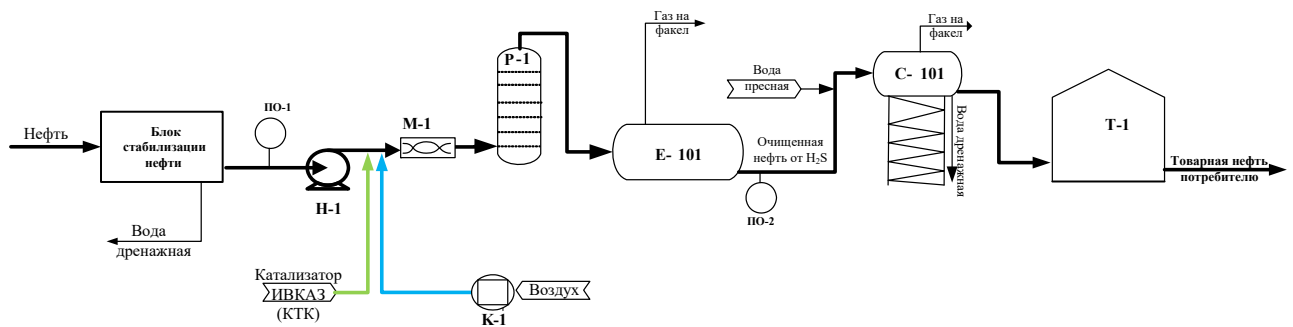 Газ на
факел
Газ на
факел
Р-1
С- 101
Вода
пресная
ПО-1
Нефть
Блок
стабилизации
нефти
М-1
Т-1
Вода дренажная
Очищенная
нефть от H₂S
Е- 101
Товарная нефть
потребителю
Н-1
ПО-2
Вода
дренажная
Катализатор
ИВКАЗ
(КТК)
Воздух
К-1